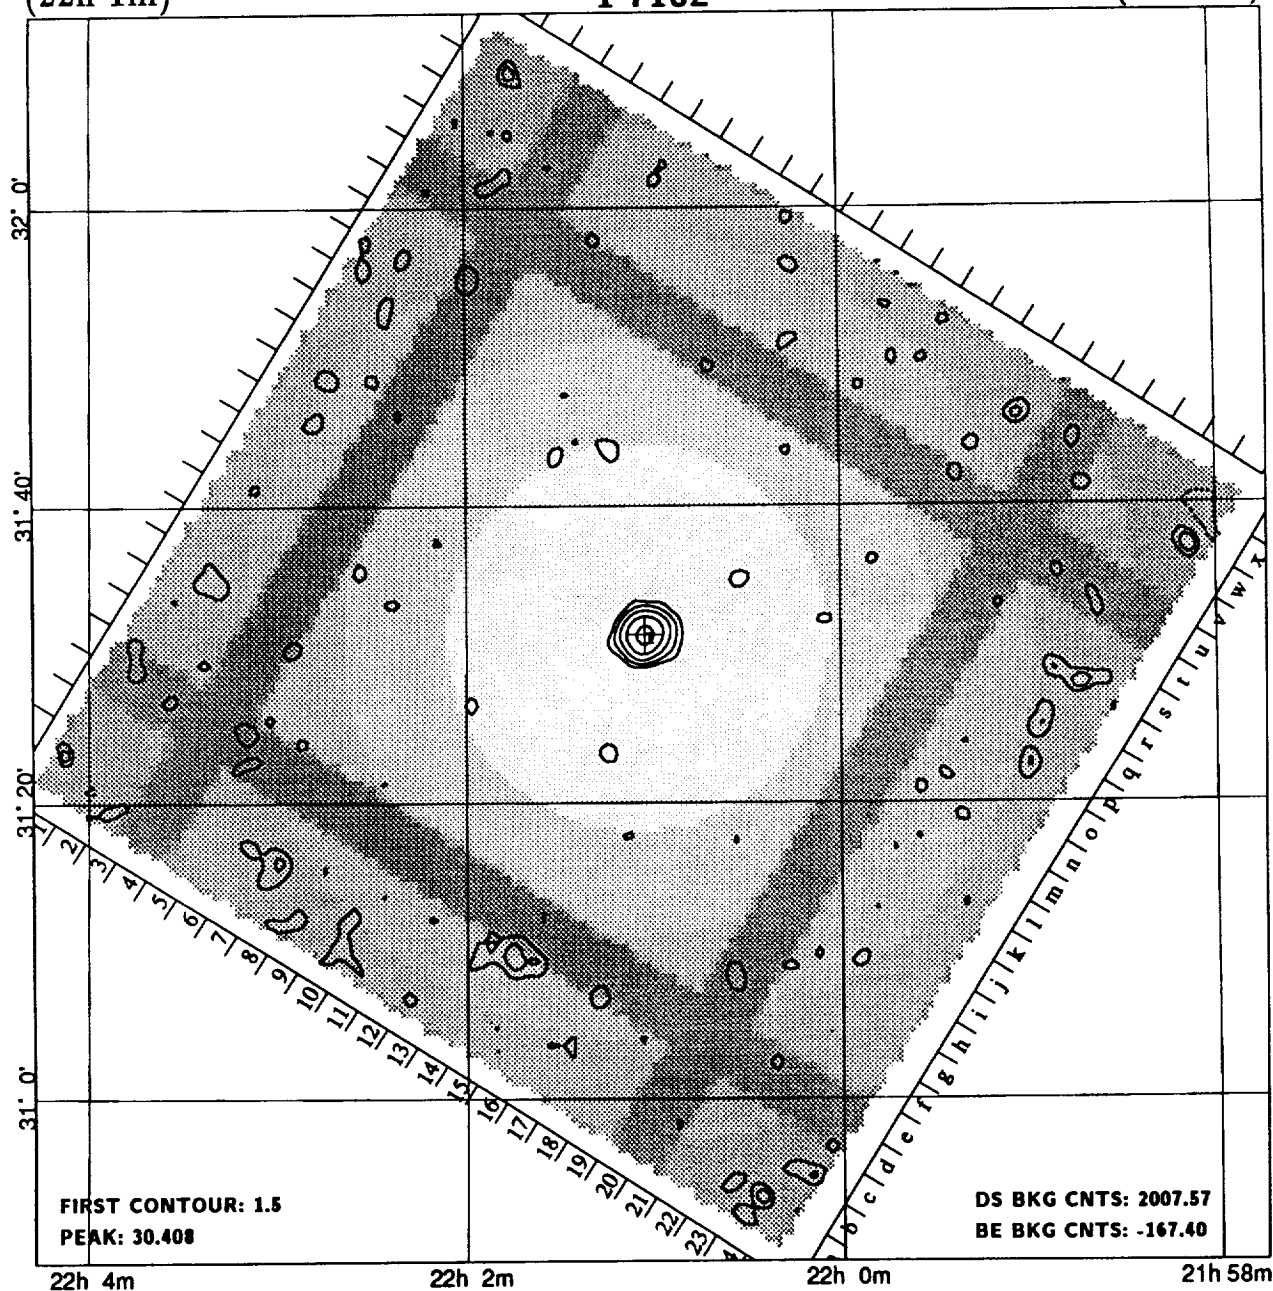 32° 0'
31° 40'
31° 20'
31° 0'
1 2 3 4 5 6 7 8 9 10 11 12 13 14 15 16 17 18 19 20 21 22 23
b c d e f g h i j k l m n o p q r s t u v w x
FIRST CONTOUR: 1.5
PEAK: 30.408
DS BKG CNTS: 2007.57
BE BKG CNTS: -167.40
22h 4m
22h 2m
22h 0m
21h 58m